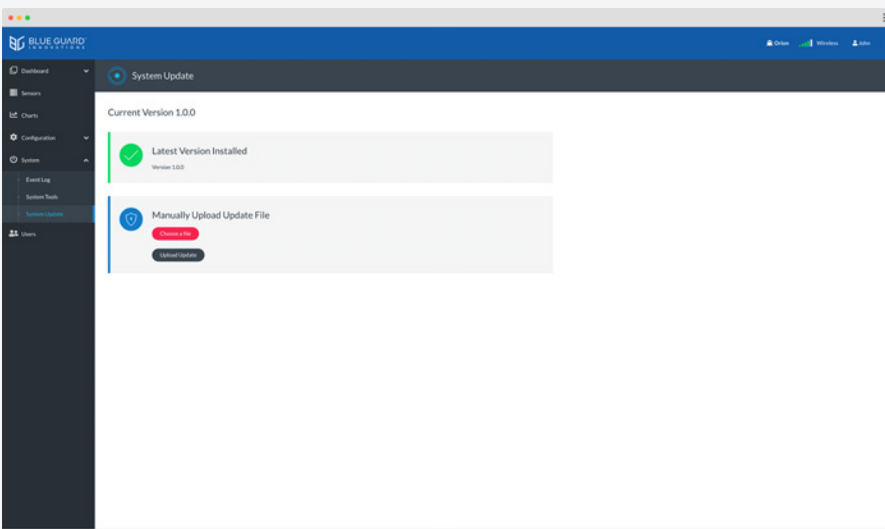 BLUE GUARD
INNOVATIONS
Orion
Wireless
John
Dashboard
Sensors
Charts
Configuration
System
Event Log
System Tools
System Update
Users
System Update
Current Version 1.0.0
Latest Version Installed
Version 1.0.0
Manually Upload Update File
Choose a file
Upload Update